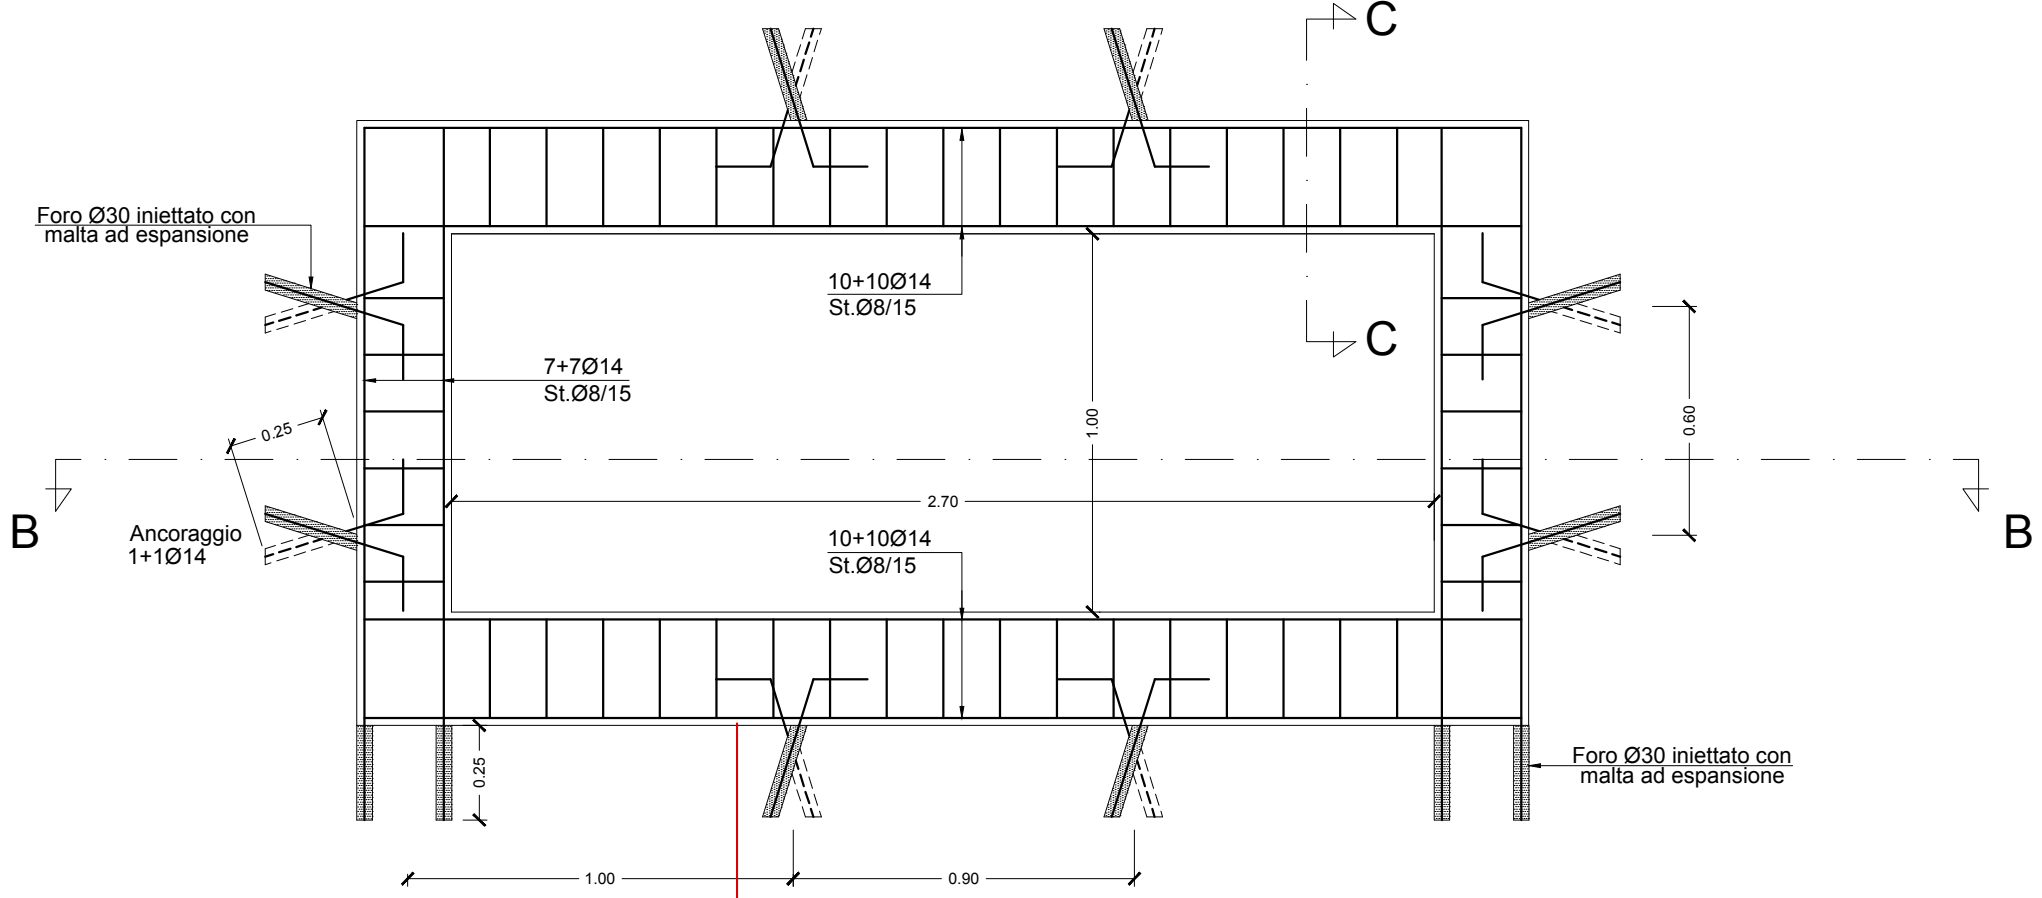 C
Foro Ø30 iniettato con
malta ad espansione
10+10Ø14
St.Ø8/15
C
7+7Ø14
St.Ø8/15
0.25
1.00
0.60
B
2.70
B
Ancoraggio
1+1Ø14
10+10Ø14
St.Ø8/15
0.25
Foro Ø30 iniettato con
malta ad espansione
1.00
0.90